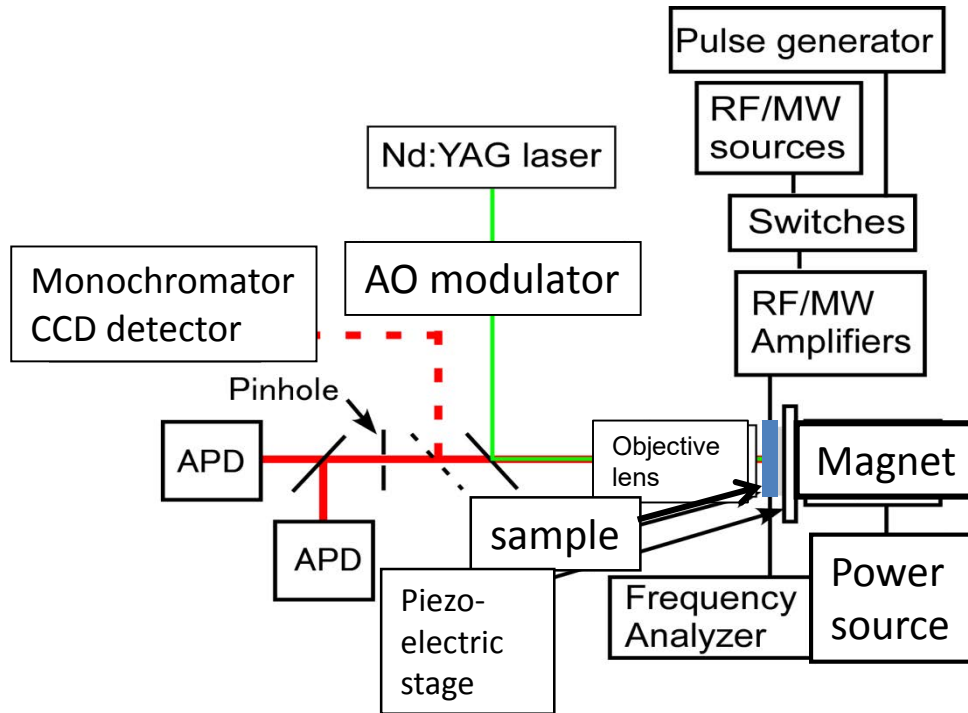 Pulse generator
RF/MW
sources
Nd:YAG laser
Switches
Monochromator
CCD detector
AO modulator
RF/MW
Amplifiers
Pinhole
APD
Objective
lens
Magnet
APD
sample
Piezo-
electric
stage
Frequency
Analyzer
Power
source